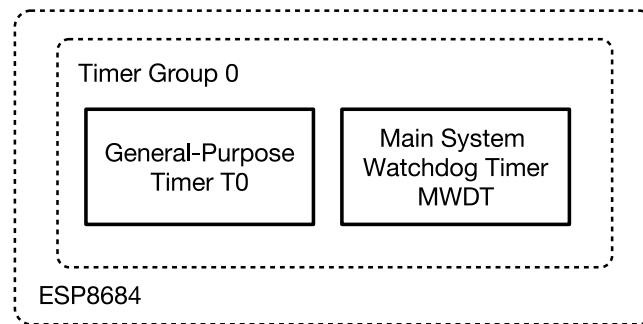 Timer Group 0
General-Purpose
Timer T0
Main System
Watchdog Timer
MWDT
ESP8684